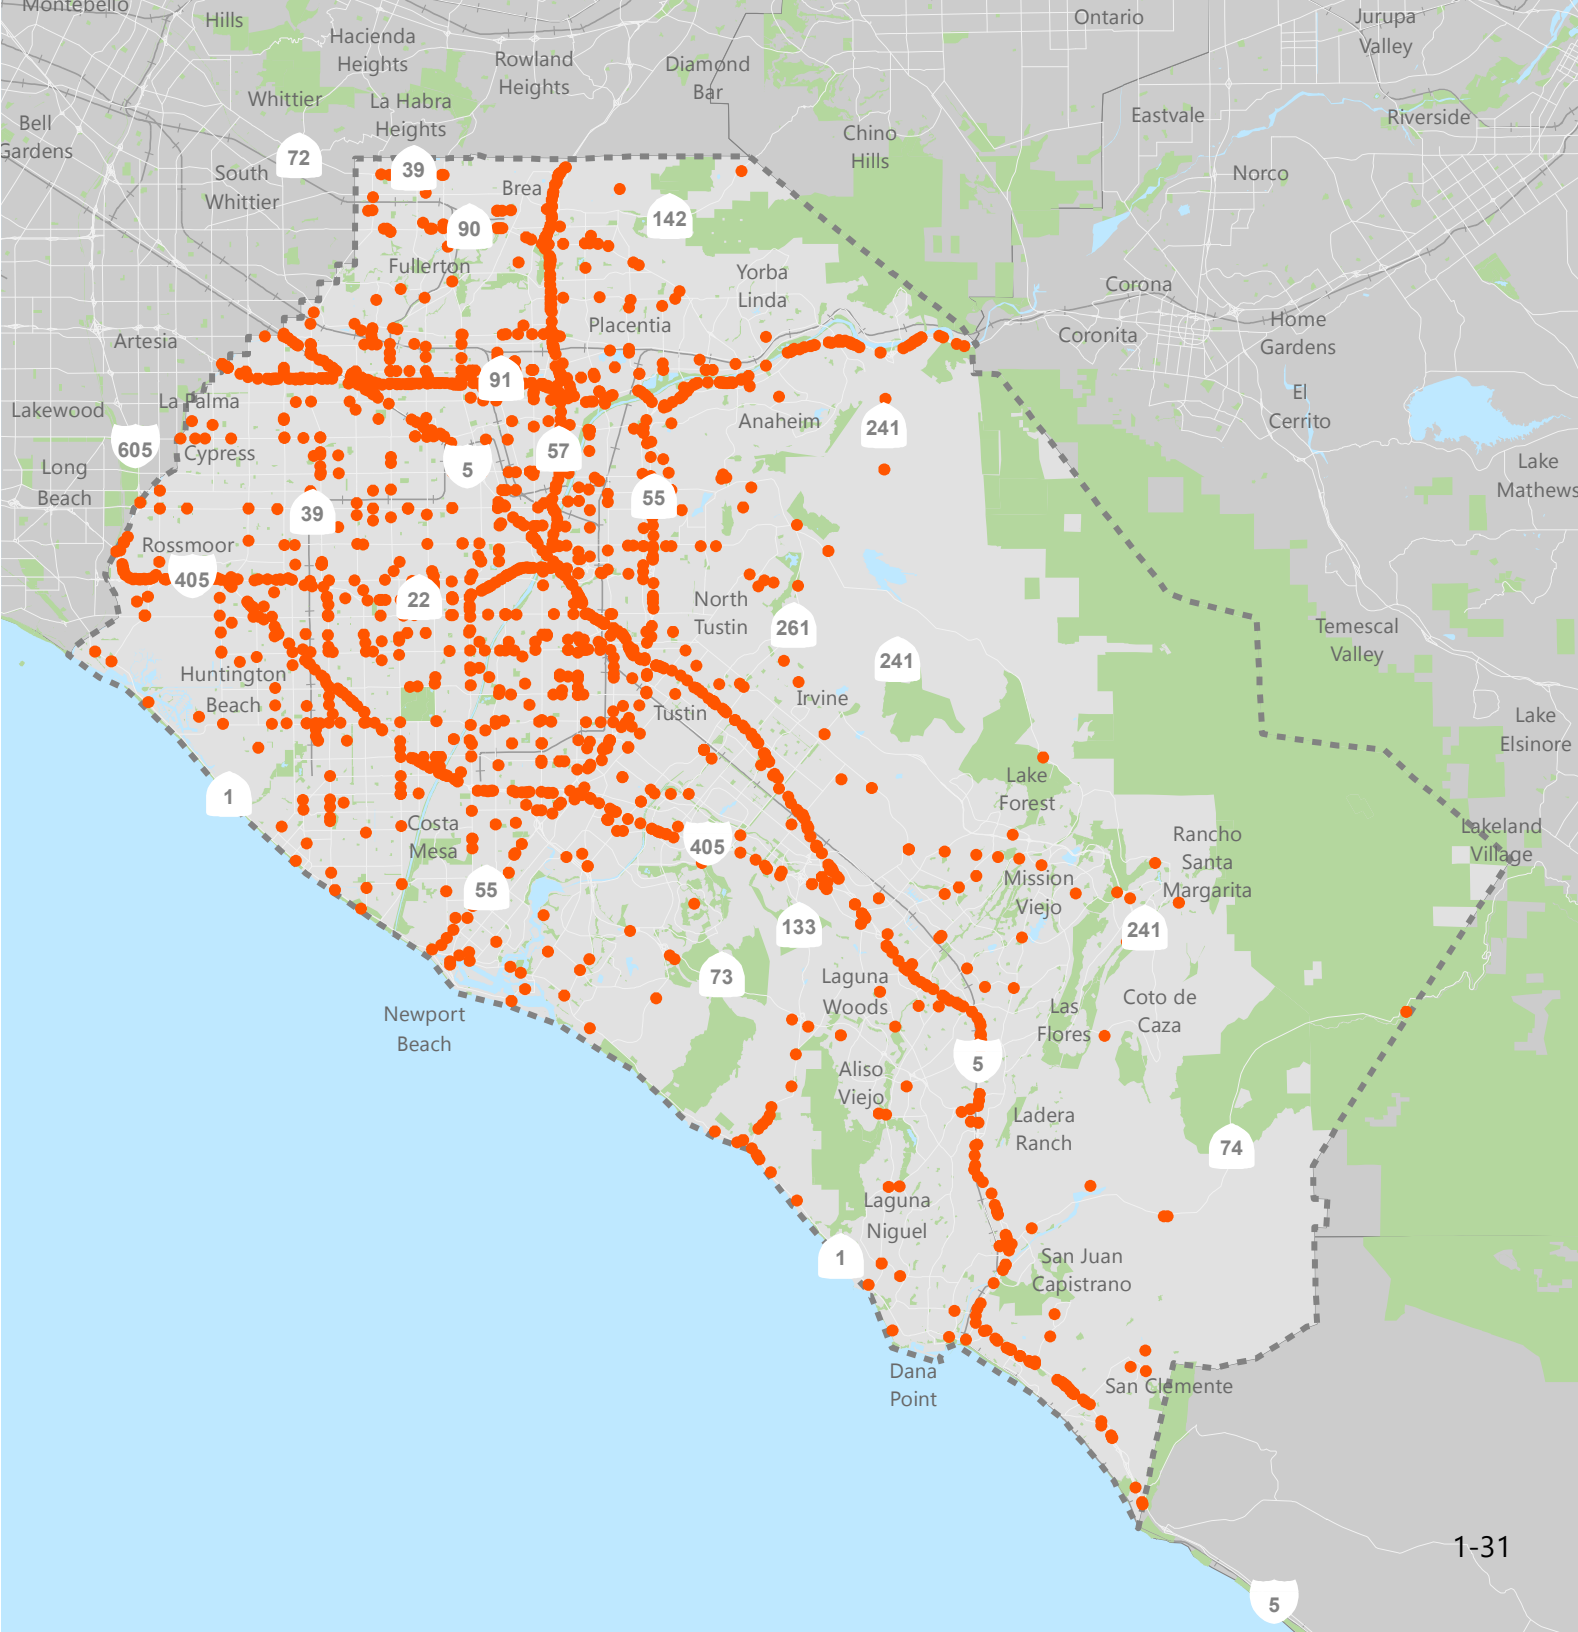 Montebello
Hills
Hacienda
Heights
Rowland
Heights
Diamond
Bar
Ontario
Jurupa
Valley
Whittier
La Habra
Heights
Bell
Gardens
Chino
Hills
Eastvale
Riverside
72
39
South
Whittier
Brea
Norco
142
90
Fullerton
Yorba
Linda
Corona
Placentia
Artesia
Coronita
Home
Gardens
91
La Palma
Lakewood
El
Cerrito
Anaheim
241
605
Cypress
57
5
Long
Beach
Lake
Mathews
55
39
Rossmoor
405
22
North
Tustin
261
Temescal
Valley
241
Huntington
Beach
Irvine
Tustin
Lake
Elsinore
Lake
Forest
1
Costa
Mesa
405
Rancho
Santa
Margarita
Lakeland
Village
Mission
Viejo
55
133
241
73
Laguna
Woods
Las
Flores
Coto de
Caza
Newport
Beach
5
Aliso
Viejo
Ladera
Ranch
74
Laguna
Niguel
1
San Juan
Capistrano
Dana
Point
San Clemente
1-31
5